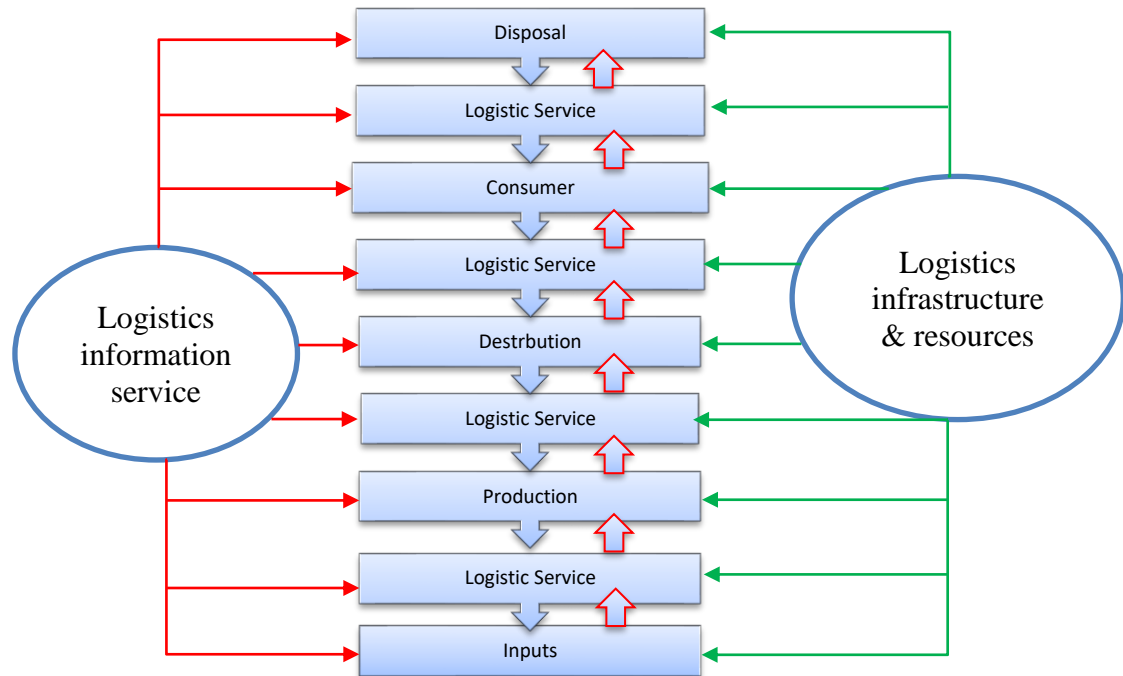 Disposal
Logistic Service
Consumer
Logistic Service
Destrbution
Logistic Service
Production
Logistic Service
Inputs
Logistics
information
service
Logistics
infrastructure
& resources